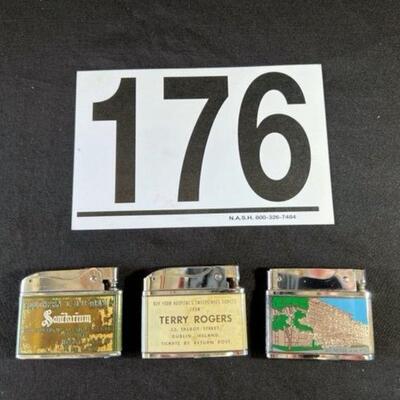 176
N.A.S.H. 800-326-7484
Sanitarium
BUY YOUR HOSPITALS SWEEPSTAKES TICKETS
FROM
TERRY ROGERS
TALBOT STREET
DUBLIN, IRELAND.
TICKETS BY RETURN POST.